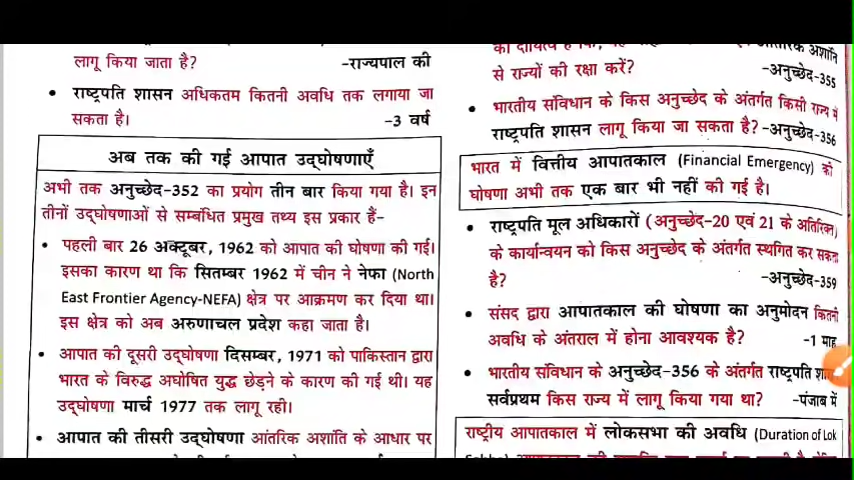 लागू किया जाता है? -राज्यपाल की
• राष्ट्रपति शासन अधिकतम कितनी अवधि तक लगाया जा
सकता है। -3 वर्ष
अब तक की गई आपात उद्घोषणाएँ
अभी तक अनुच्छेद-352 का प्रयोग तीन बार किया गया है। इन
तीनों उद्घोषणाओं से सम्बंधित प्रमुख तथ्य इस प्रकार हैं-
• पहली बार 26 अक्टूबर, 1962 को आपात की घोषणा की गई।
इसका कारण था कि सितम्बर 1962 में चीन ने नेफा (North
East Frontier Agency-NEFA) क्षेत्र पर आक्रमण कर दिया था।
इस क्षेत्र को अब अरुणाचल प्रदेश कहा जाता है।
• आपात की दूसरी उद्घोषणा दिसम्बर, 1971 को पाकिस्तान द्वारा
भारत के विरुद्ध अघोषित युद्ध छेड़ने के कारण की गई थी। यह
उद्घोषणा मार्च 1977 तक लागू रही।
• आपात की तीसरी उद्घोषणा आंतरिक अशांति के आधार पर
का दायित्व है कि, अशांति
से राज्यों की रक्षा करें? -अनुच्छेद-355
• भारतीय संविधान के किस अनुच्छेद के अंतर्गत किसी राज्य में
राष्ट्रपति शासन लागू किया जा सकता है? -अनुच्छेद-356
भारत में वित्तीय आपातकाल (Financial Emergency) की
घोषणा अभी तक एक बार भी नहीं की गई है।
• राष्ट्रपति मूल अधिकारों (अनुच्छेद-20 एवं 21 के अतिरिक्त)
के कार्यान्वयन को किस अनुच्छेद के अंतर्गत स्थगित कर सकता
है? -अनुच्छेद-359
• संसद द्वारा आपातकाल की घोषणा का अनुमोदन कितनी
अवधि के अंतराल में होना आवश्यक है? -1 माह
• भारतीय संविधान के अनुच्छेद-356 के अंतर्गत राष्ट्रपति
सर्वप्रथम किस राज्य में लागू किया गया था? -पंजाब में
राष्ट्रीय आपातकाल में लोकसभा की अवधि (Duration of Lok